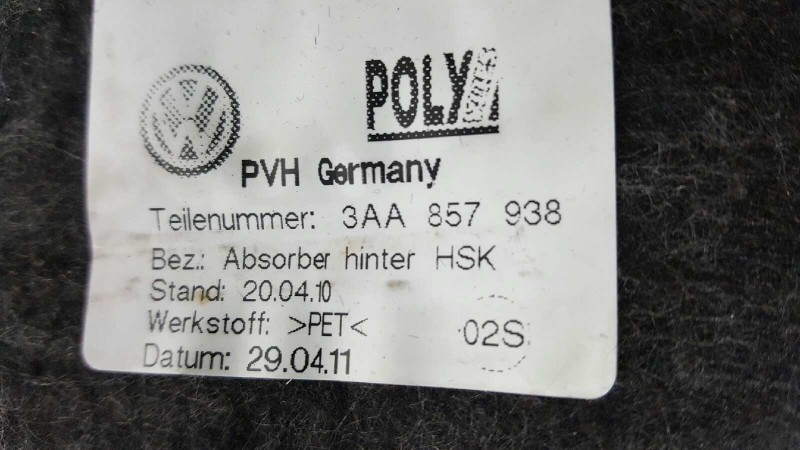 POLY
PVH Germany
Teilenummer: 3AA 857 938
Bez.: Absorber hinter HSK
Stand: 20.04.10
Werkstoff: >PET<
02S
Datum: 29.04.11